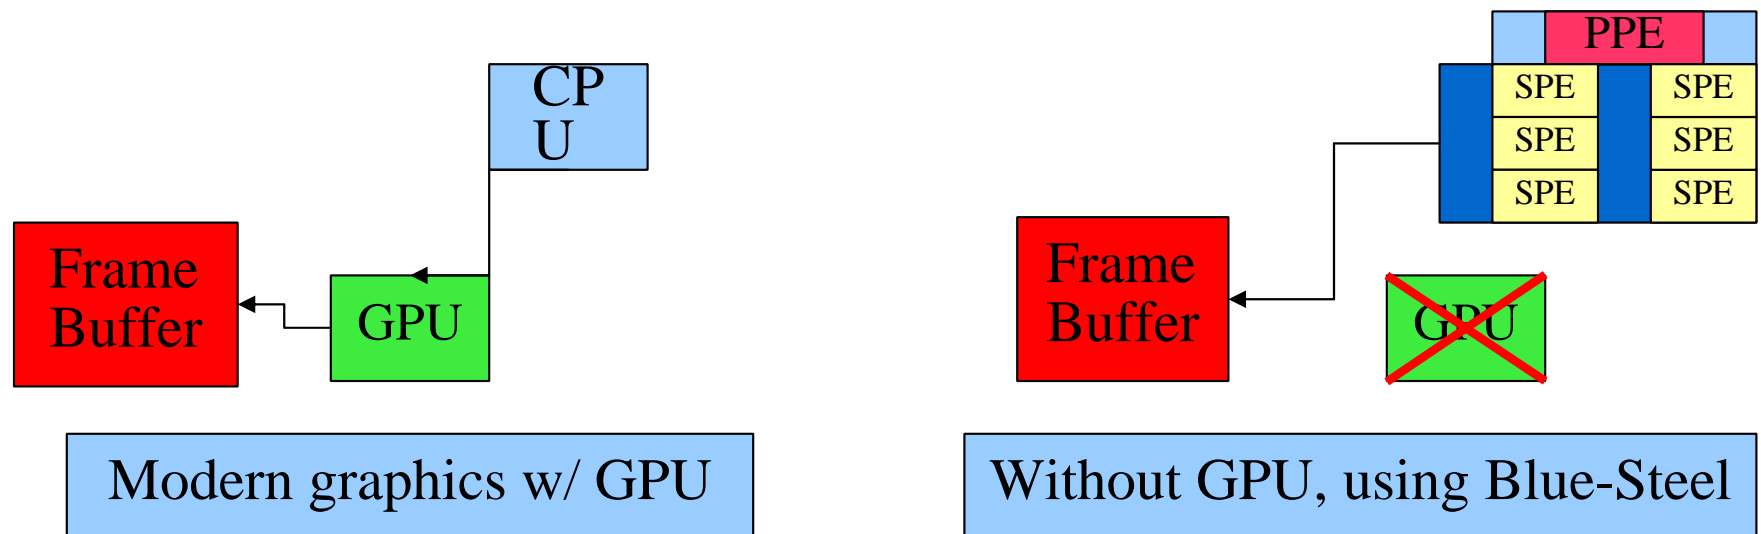 CP
U
Frame
Buffer
GPU
Modern graphics w/ GPU
PPE
SPE SPE
SPE SPE
SPE SPE
Frame
Buffer
GPU
Without GPU, using Blue-Steel